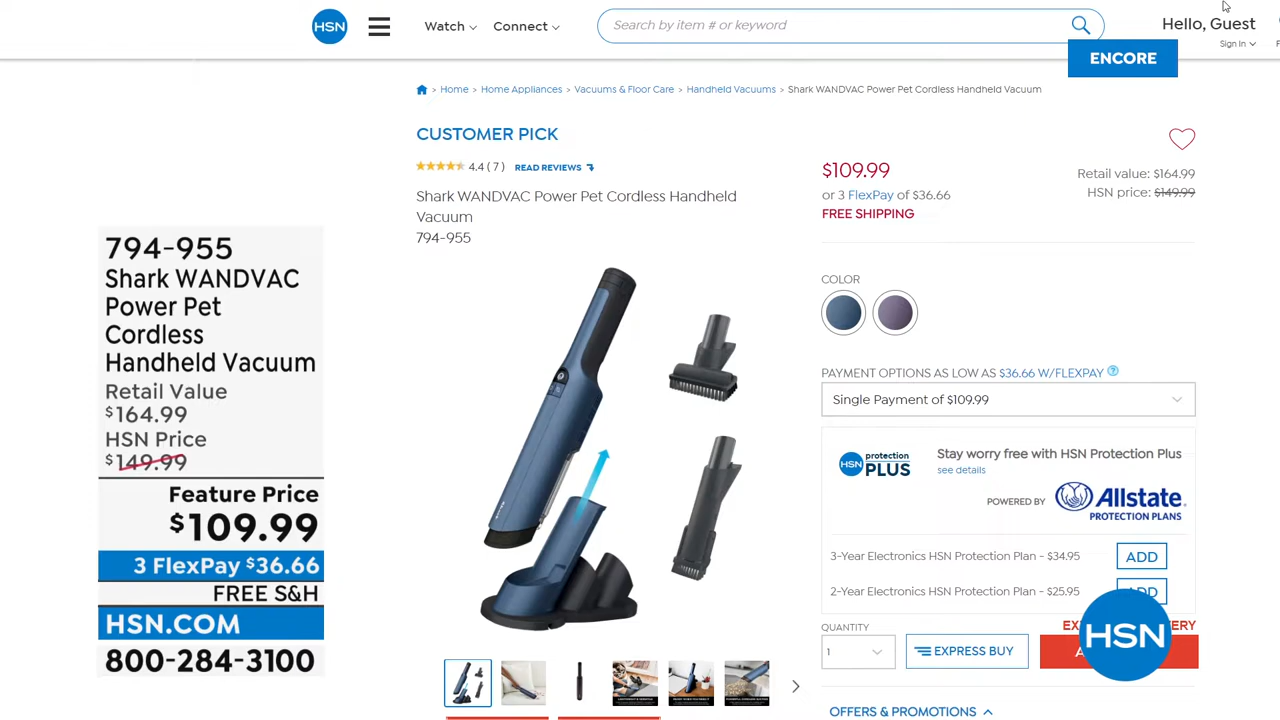 HSN
Watch
Connect
Search by item # or keyword
Hello, Guest
Sign In
ENCORE
> Home > Home Appliances > Vacuums & Floor Care > Handheld Vacuums > Shark WANDVAC Power Pet Cordless Handheld Vacuum
CUSTOMER PICK
4.4 ( 7 ) READ REVIEWS
Shark WANDVAC Power Pet Cordless Handheld
Vacuum
794-955
$109.99
or 3 FlexPay of $36.66
FREE SHIPPING
Retail value: $164.99
HSN price: $149.99
COLOR
PAYMENT OPTIONS AS LOW AS $36.66 W/FLEXPAY ?
Single Payment of $109.99
HSN protection PLUS
Stay worry free with HSN Protection Plus
see details
POWERED BY Allstate
PROTECTION PLANS
3-Year Electronics HSN Protection Plan - $34.95 ADD
2-Year Electronics HSN Protection Plan - $25.95 ADD
QUANTITY
1
EXPRESS BUY
HSN
OFFERS & PROMOTIONS
794-955
Shark WANDVAC
Power Pet
Cordless
Handheld Vacuum
Retail Value
$164.99
HSN Price
$149.99
Feature Price
$109.99
3 FlexPay $36.66
FREE S&H
HSN.COM
800-284-3100